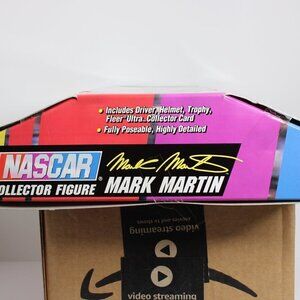 • Includes Driver, Helmet, Trophy,
Fleer Ultra™ Collector Card
• Fully Poseable, Highly Detailed
NASCAR®
Mark Martin
COLLECTOR FIGURE
MARK MARTIN
video streaming
video streaming